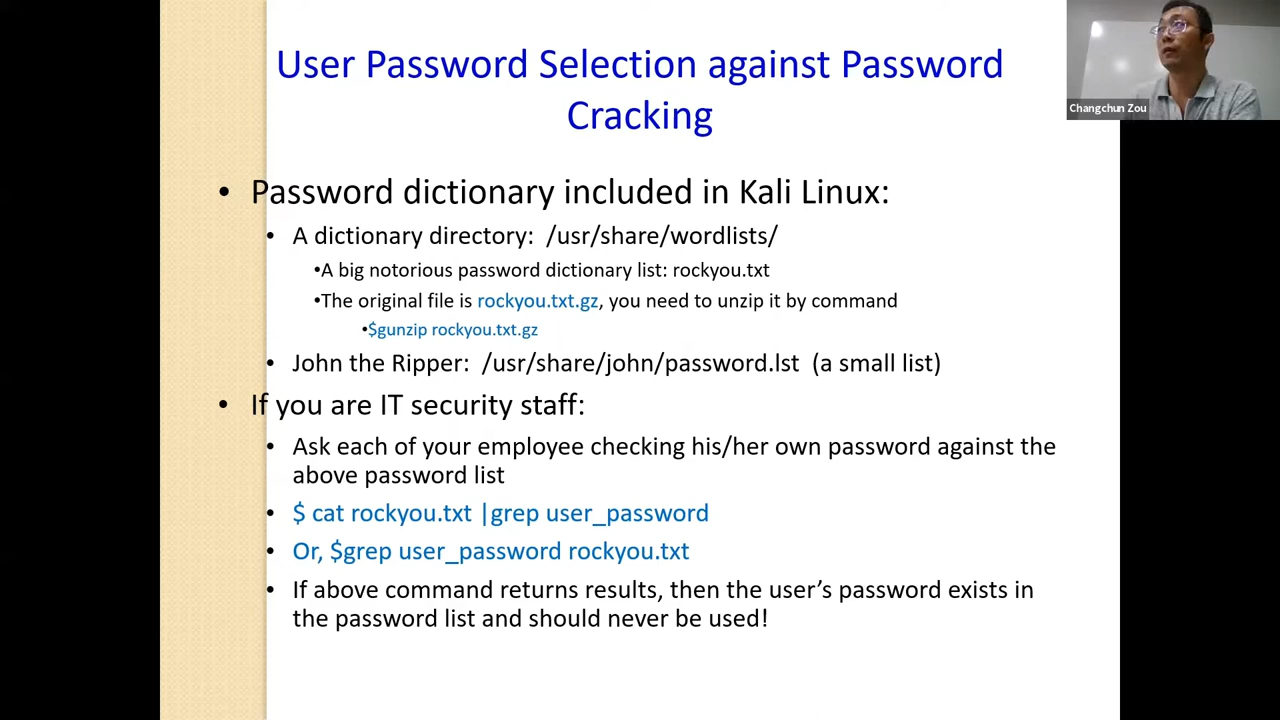 User Password Selection against Password
Cracking
Changchun Zou
• Password dictionary included in Kali Linux:
• A dictionary directory: /usr/share/wordlists/
•A big notorious password dictionary list: rockyou.txt
•The original file is rockyou.txt.gz, you need to unzip it by command
•$gunzip rockyou.txt.gz
• John the Ripper: /usr/share/john/password.lst (a small list)
• If you are IT security staff:
• Ask each of your employee checking his/her own password against the
above password list
• $ cat rockyou.txt |grep user_password
• Or, $grep user_password rockyou.txt
• If above command returns results, then the user’s password exists in
the password list and should never be used!